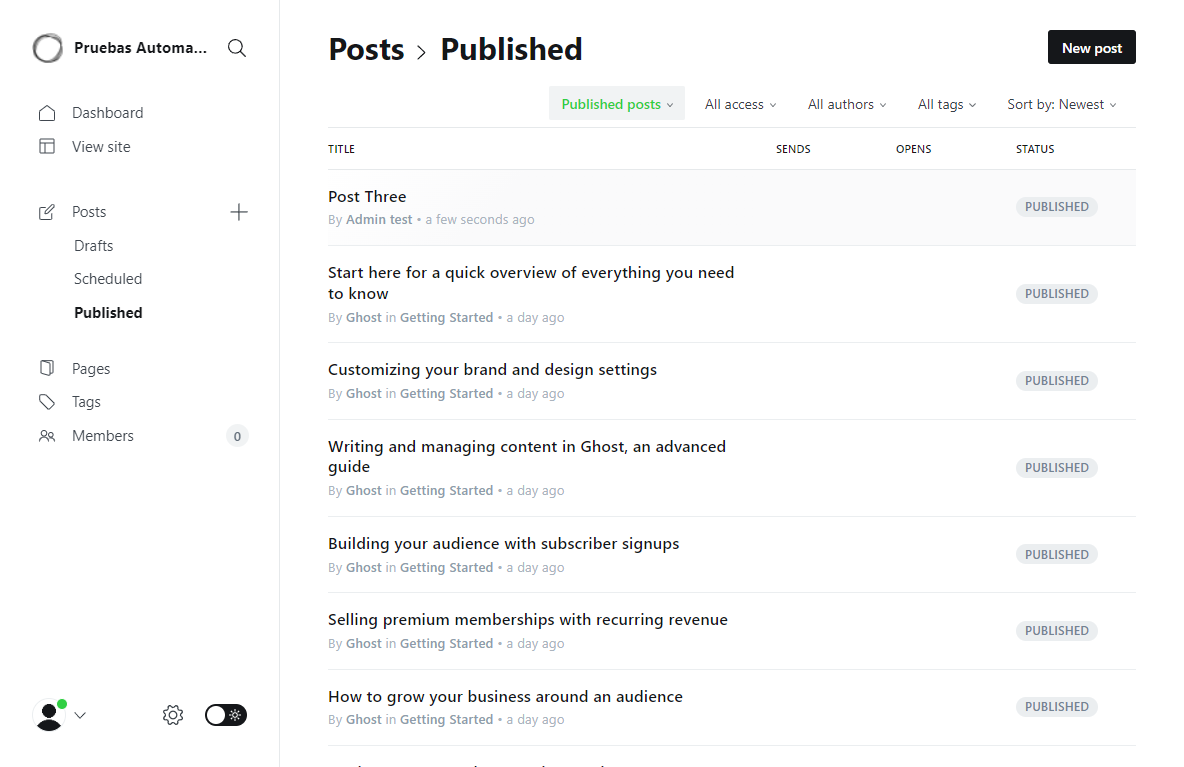 Pruebas Automa...
Dashboard
View site
Posts
Drafts
Scheduled
Published
Pages
Tags
Members 0
Posts › Published
New post
Published posts All access All authors All tags Sort by: Newest
TITLE SENDS OPENS STATUS
Post Three
By Admin test • a few seconds ago
PUBLISHED
Start here for a quick overview of everything you need
to know
By Ghost in Getting Started • a day ago
PUBLISHED
Customizing your brand and design settings
By Ghost in Getting Started • a day ago
PUBLISHED
Writing and managing content in Ghost, an advanced
guide
By Ghost in Getting Started • a day ago
PUBLISHED
Building your audience with subscriber signups
By Ghost in Getting Started • a day ago
PUBLISHED
Selling premium memberships with recurring revenue
By Ghost in Getting Started • a day ago
PUBLISHED
How to grow your business around an audience
By Ghost in Getting Started • a day ago
PUBLISHED